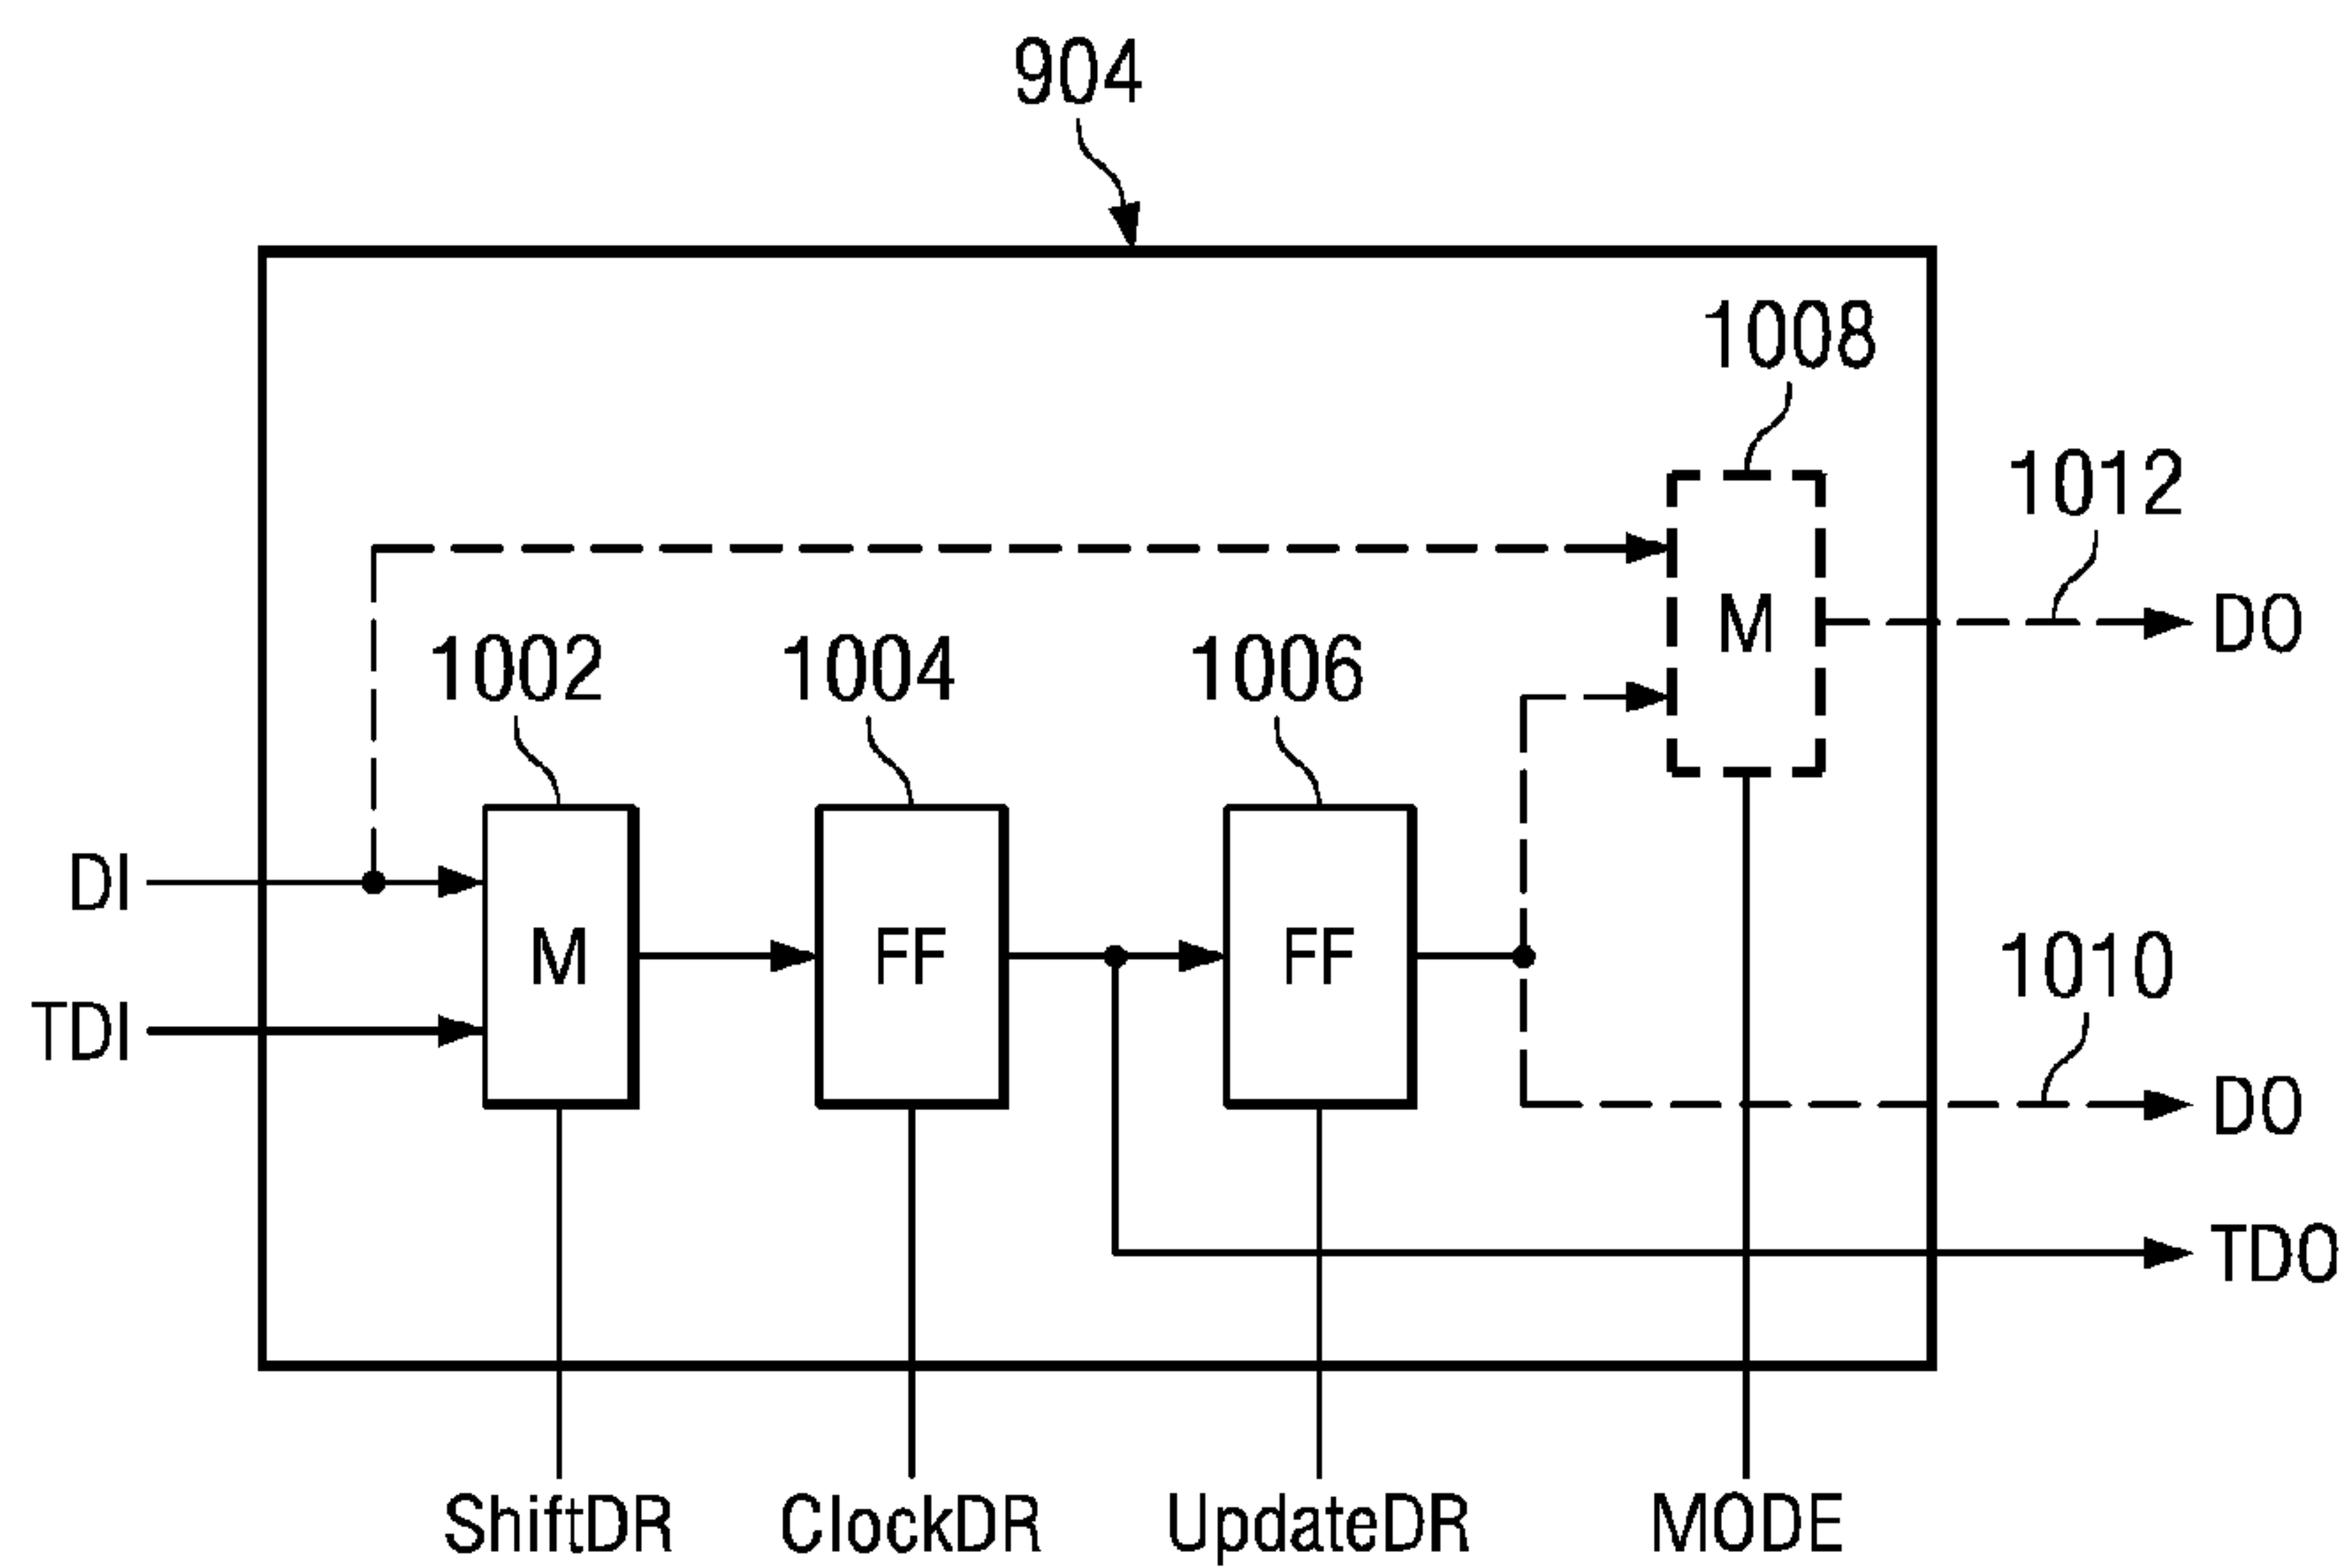 904
1008
1012
M
DO
1002
1004
1006
DI
M
FF
FF
1010
TDI
DO
TDO
ShiftDR
ClockDR
UpdateDR
MODE